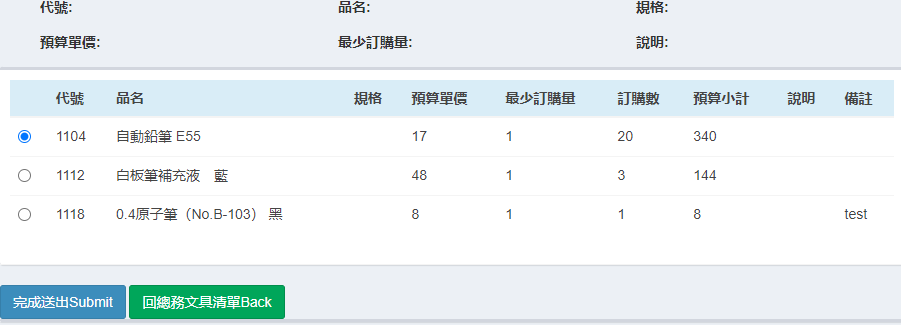 代號: 品名: 規格:
預算單價: 最少訂購量: 說明:
代號 品名 規格 預算單價 最少訂購量 訂購數 預算小計 說明 備註
1104 自動鉛筆 E55 17 1 20 340
1112 白板筆補充液　藍 48 1 3 144
1118 0.4原子筆（No.B-103） 黑 8 1 1 8 test
完成送出Submit 回總務文具清單Back